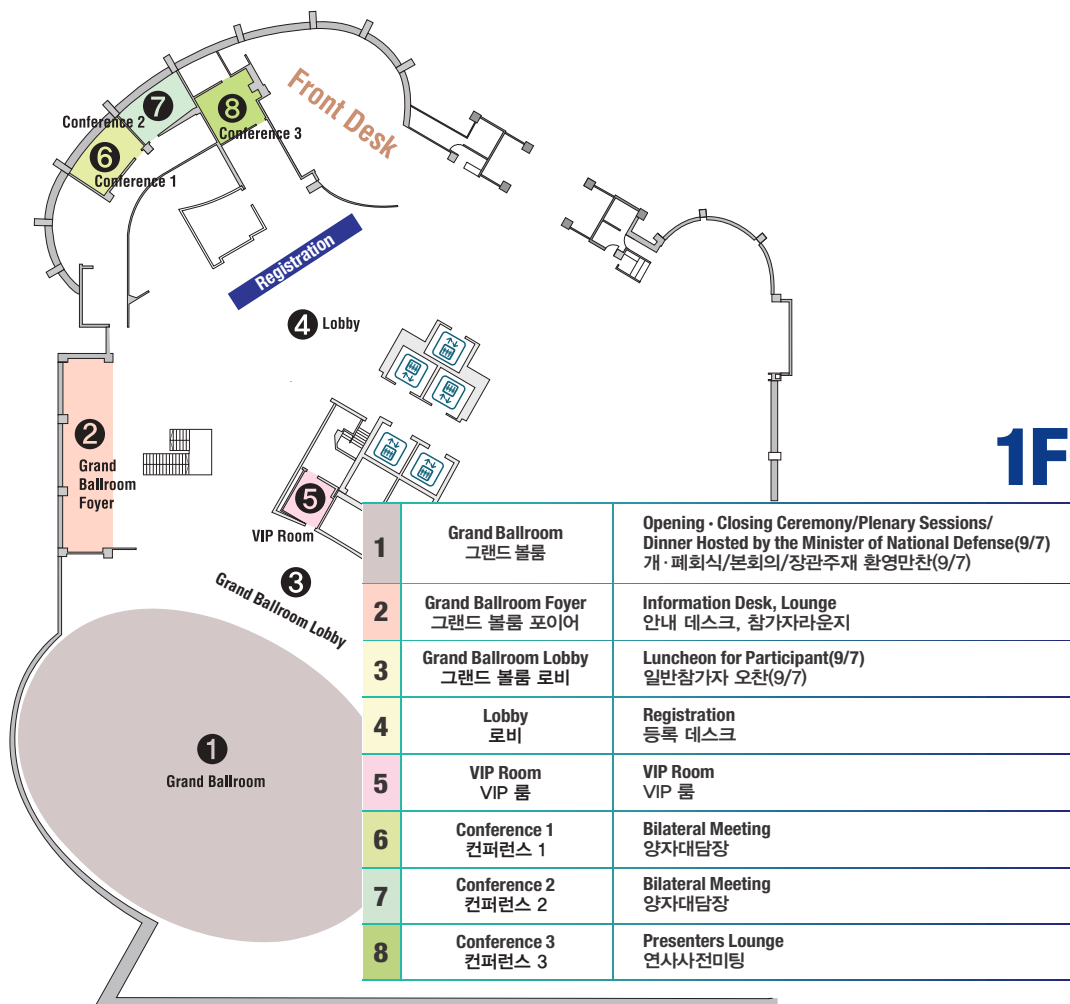 Front Desk
7
Conference 2
8
Conference 3
6
Conference 1
Registration
4 Lobby
2
Grand
Ballroom
Foyer
5
VIP Room
3
Grand Ballroom Lobby
1
Grand Ballroom
1F
1
Grand Ballroom
그랜드 볼룸
Opening · Closing Ceremony/Plenary Sessions/
Dinner Hosted by the Minister of National Defense(9/7)
개·폐회식/본회의/장관주재 환영만찬(9/7)
2
Grand Ballroom Foyer
그랜드 볼룸 포이어
Information Desk, Lounge
안내 데스크, 참가자라운지
3
Grand Ballroom Lobby
그랜드 볼룸 로비
Luncheon for Participant(9/7)
일반참가자 오찬(9/7)
4
Lobby
로비
Registration
등록 데스크
5
VIP Room
VIP 룸
VIP Room
VIP 룸
6
Conference 1
컨퍼런스 1
Bilateral Meeting
양자대담장
7
Conference 2
컨퍼런스 2
Bilateral Meeting
양자대담장
8
Conference 3
컨퍼런스 3
Presenters Lounge
연사사전미팅